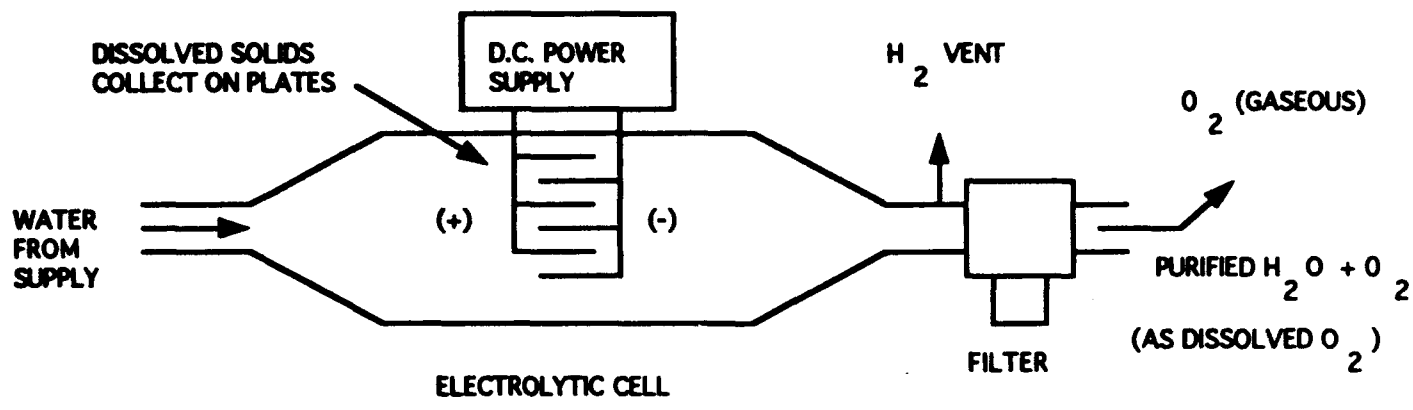 DISSOLVED SOLIDS
COLLECT ON PLATES
D.C. POWER
SUPPLY
H2 VENT
O2 (GASEOUS)
WATER
FROM
SUPPLY
(+)
(-)
PURIFIED H2O + O2
(AS DISSOLVED O2)
FILTER
ELECTROLYTIC CELL